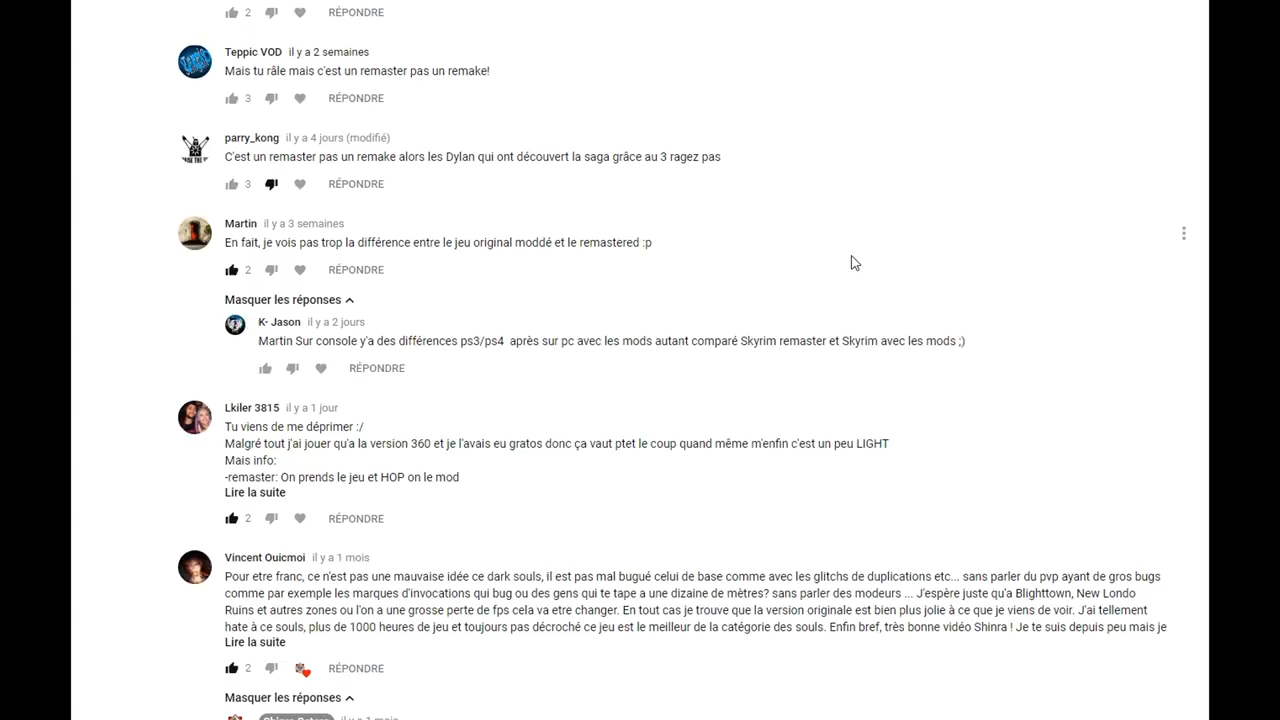 2 RÉPONDRE
Teppic VOD il y a 2 semaines
Mais tu râle mais c'est un remaster pas un remake!
3 RÉPONDRE
parry_kong il y a 4 jours (modifié)
C'est un remaster pas un remake alors les Dylan qui ont découvert la saga grâce au 3 ragez pas
3 RÉPONDRE
Martin il y a 3 semaines
En fait, je vois pas trop la différence entre le jeu original moddé et le remastered :p
2 RÉPONDRE
Masquer les réponses
K- Jason il y a 2 jours
Martin Sur console y'a des différences ps3/ps4 après sur pc avec les mods autant comparé Skyrim remaster et Skyrim avec les mods ;)
RÉPONDRE
Lkiler 3815 il y a 1 jour
Tu viens de me déprimer :/
Malgré tout j'ai jouer qu'a la version 360 et je l'avais eu gratos donc ça vaut ptet le coup quand même m'enfin c'est un peu LIGHT
Mais info:
-remaster: On prends le jeu et HOP on le mod
Lire la suite
2 RÉPONDRE
Vincent Ouicmoi il y a 1 mois
Pour etre franc, ce n'est pas une mauvaise idée ce dark souls, il est pas mal bugué celui de base comme avec les glitchs de duplications etc... sans parler du pvp ayant de gros bugs
comme par exemple les marques d'invocations qui bug ou des gens qui te tape a une dizaine de mètres? sans parler des modeurs ... J'espère juste qu'a Blighttown, New Londo
Ruins et autres zones ou l'on a une grosse perte de fps cela va etre changer. En tout cas je trouve que la version originale est bien plus jolie à ce que je viens de voir. J'ai tellement
hate à ce souls, plus de 1000 heures de jeu et toujours pas décroché ce jeu est le meilleur de la catégorie des souls. Enfin bref, très bonne vidéo Shinra ! Je te suis depuis peu mais je
Lire la suite
2 RÉPONDRE
Masquer les réponses
il y a 1 mois